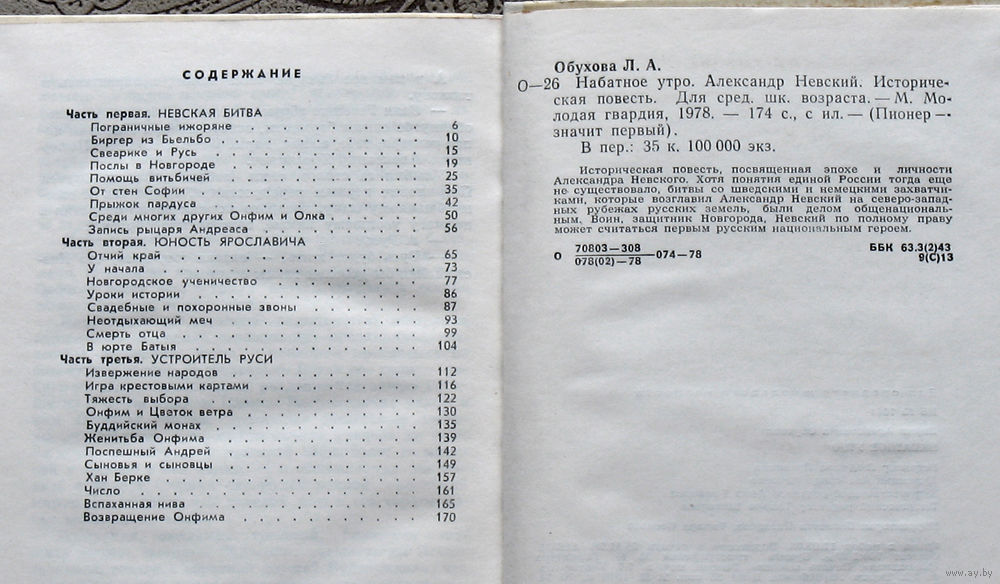 СОДЕРЖАНИЕ
Часть первая. НЕВСКАЯ БИТВА
Пограничные ижоряне . . . . . . . . . . 6
Биргер из Бьельбо . . . . . . . . . . 10
Свеарике и Русь . . . . . . . . . . 15
Послы в Новгороде . . . . . . . . . . 19
Помощь витьбичей . . . . . . . . . . 25
От стен Софии . . . . . . . . . . 35
Прыжок пардуса . . . . . . . . . . 42
Среди многих других Онфим и Олка . . . . 50
Запись рыцаря Андреаса . . . . . . . . 56
Часть вторая. ЮНОСТЬ ЯРОСЛАВИЧА
Отчий край . . . . . . . . . . 65
У начала . . . . . . . . . . 73
Новгородское ученичество . . . . . . . 77
Уроки истории . . . . . . . . . . 86
Свадебные и похоронные звоны . . . . . . 87
Неотдыхающий меч . . . . . . . . . . 93
Смерть отца . . . . . . . . . . 99
В юрте Батыя . . . . . . . . . . 104
Часть третья. УСТРОИТЕЛЬ РУСИ
Извержение народов . . . . . . . . . . 112
Игра крестовыми картами . . . . . . . . 116
Тяжесть выбора . . . . . . . . . . 122
Онфим и Цветок ветра . . . . . . . . . 130
Буддийский монах . . . . . . . . . . 135
Женитьба Онфима . . . . . . . . . . 139
Поспешный Андрей . . . . . . . . . . 142
Сыновья и сыновцы . . . . . . . . . . 149
Хан Берке . . . . . . . . . . 157
Число . . . . . . . . . . 161
Вспаханная нива . . . . . . . . . . 165
Возвращение Онфима . . . . . . . . . . 170
Обухова Л. А.
О—26 Набатное утро. Александр Невский. Историче-
ская повесть. Для сред. шк. возраста. — М. Мо-
лодая гвардия, 1978. — 174 с., с ил. — (Пионер —
значит первый).
В пер.: 35 к. 100 000 экз.
Историческая повесть, посвященная эпохе и личности
Александра Невского. Хотя понятия единой России тогда еще
не существовало, битвы со шведскими и немецкими захватчи-
ками, которые возглавил Александр Невский на северо-запад-
ных рубежах русских земель, были делом общенациональ-
ным. Воин, защитник Новгорода, Невский по полному праву
может считаться первым русским национальным героем.
70803—308
О ————074—78
078(02)—78
ББК 63.3(2)43
9(С)13
www.ay.by